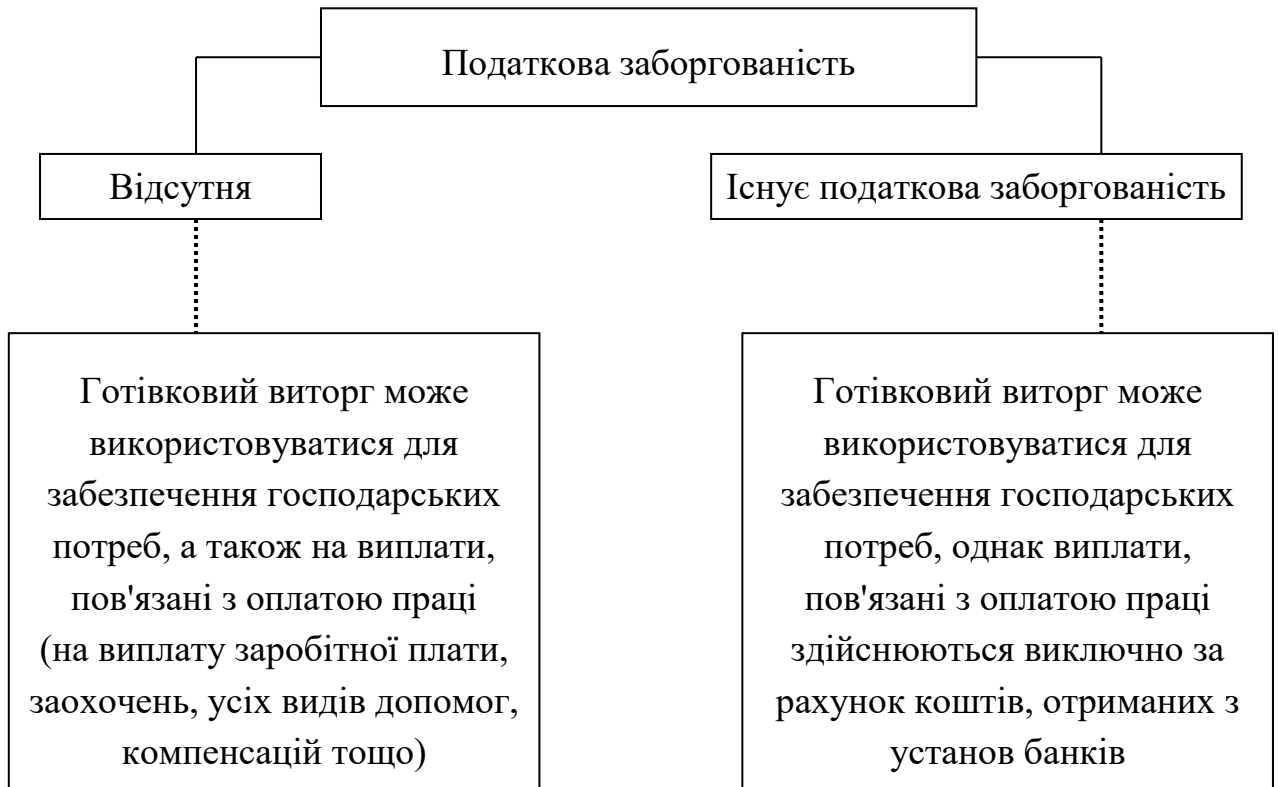 Податкова заборгованість
Відсутня
Існує податкова заборгованість
Готівковий виторг може
використовуватися для
забезпечення господарських
потреб, а також на виплати,
пов'язані з оплатою праці
(на виплату заробітної плати,
заохочень, усіх видів допомог,
компенсацій тощо)
Готівковий виторг може
використовуватися для
забезпечення господарських
потреб, однак виплати,
пов'язані з оплатою праці
здійснюються виключно за
рахунок коштів, отриманих з
установ банків